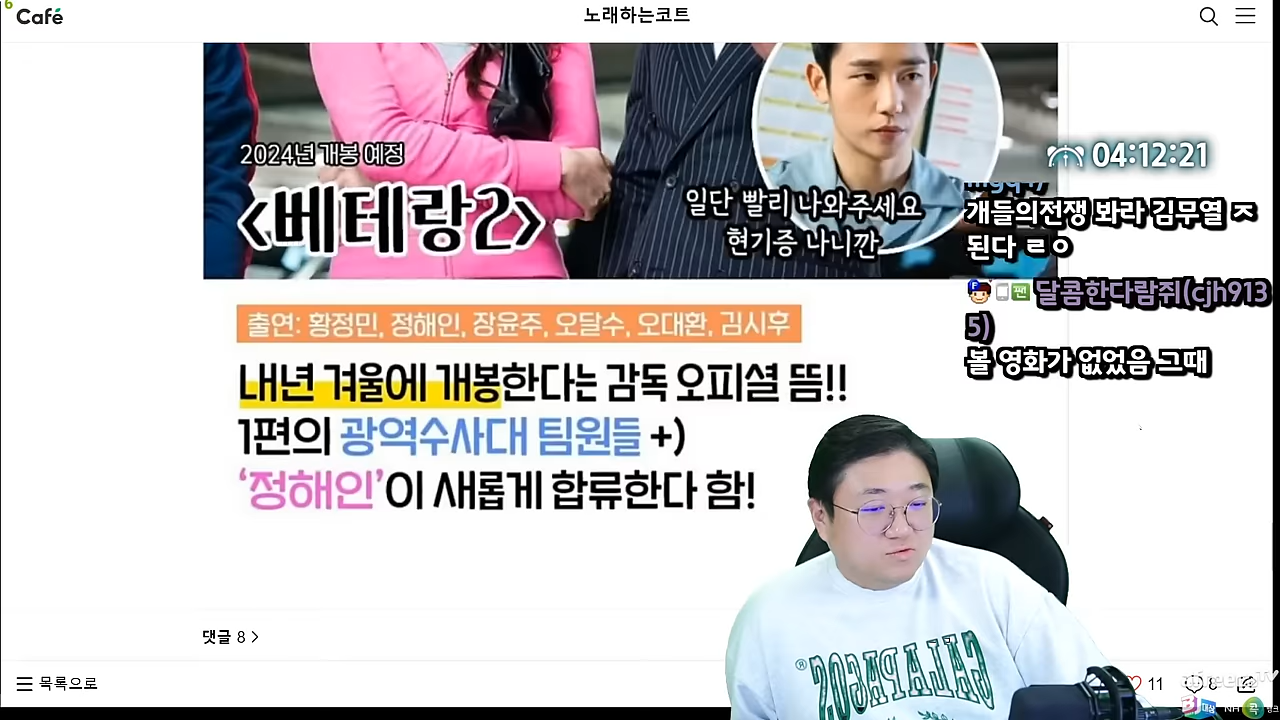 Café
노래하는코트
2024년 개봉 예정
<베테랑2>
일단 빨리 나와주세요
현기증 나니깐
04:12:21
개들의전쟁 봐라 김무열 ㅈ
된다 ㄹㅇ
F 팬 달콤한다람쥐(cjh913
5)
볼 영화가 없었음 그때
출연: 황정민, 정해인, 장윤주, 오달수, 오대환, 김시후
내년 겨울에 개봉한다는 감독 오피셜 뜸!!
1편의 광역수사대 팀원들 +)
‘정해인’이 새롭게 합류한다 함!
댓글 8 >
GALAPAGOS
목록으로
11
8
대상
NH
콕